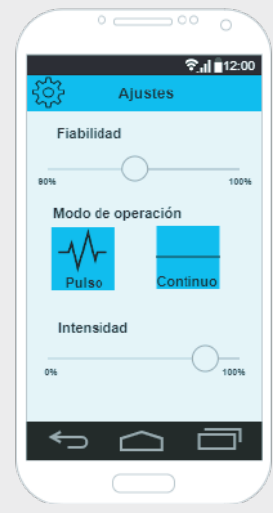 12:00
Ajustes
Fiabilidad
80% 100%
Modo de operación
Pulso Continuo
Intensidad
0% 100%